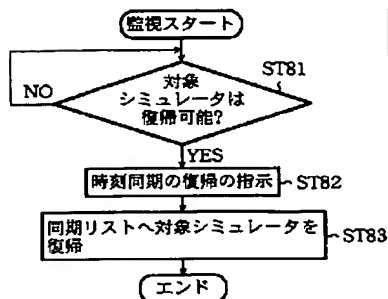 監視スタート
対象
シミュレータは
復帰可能?
ST81
NO
YES
時刻同期の復帰の指示
ST82
同期リストへ対象シミュレータを
復帰
ST83
エンド